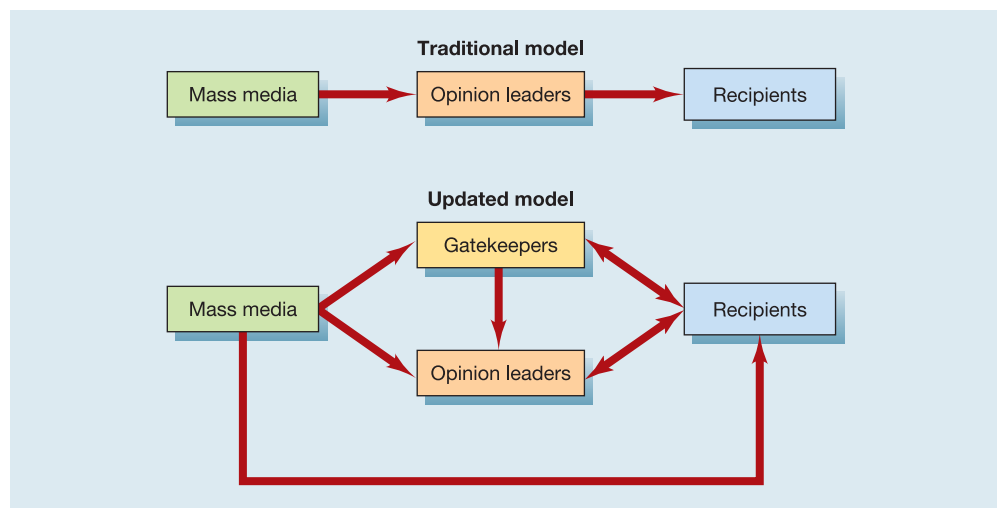 Traditional model
Mass media
Opinion leaders
Recipients
Updated model
Gatekeepers
Mass media
Recipients
Opinion leaders